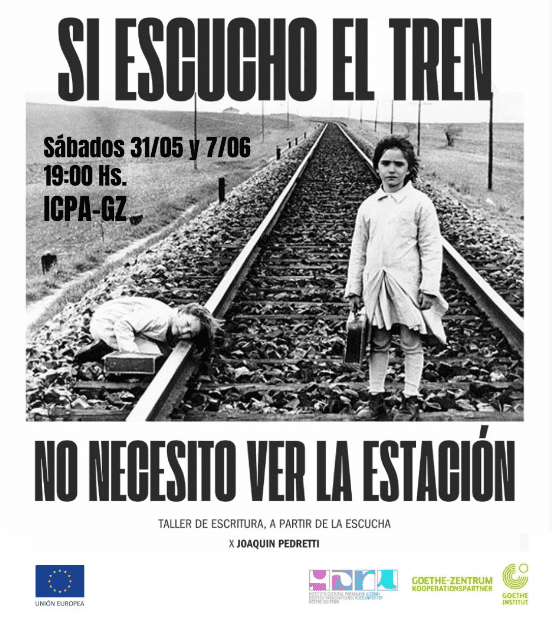 SI ESCUCHO EL TREN
Sábados 31/05 y 7/06
19:00 Hs.
ICPA-GZ
NO NECESITO VER LA ESTACIÓN
TALLER DE ESCRITURA, A PARTIR DE LA ESCUCHA
X JOAQUIN PEDRETTI
UNIÓN EUROPEA
GOETHE-ZENTRUM
KOOPERATIONSPARTNER
GOETHE
INSTITUT